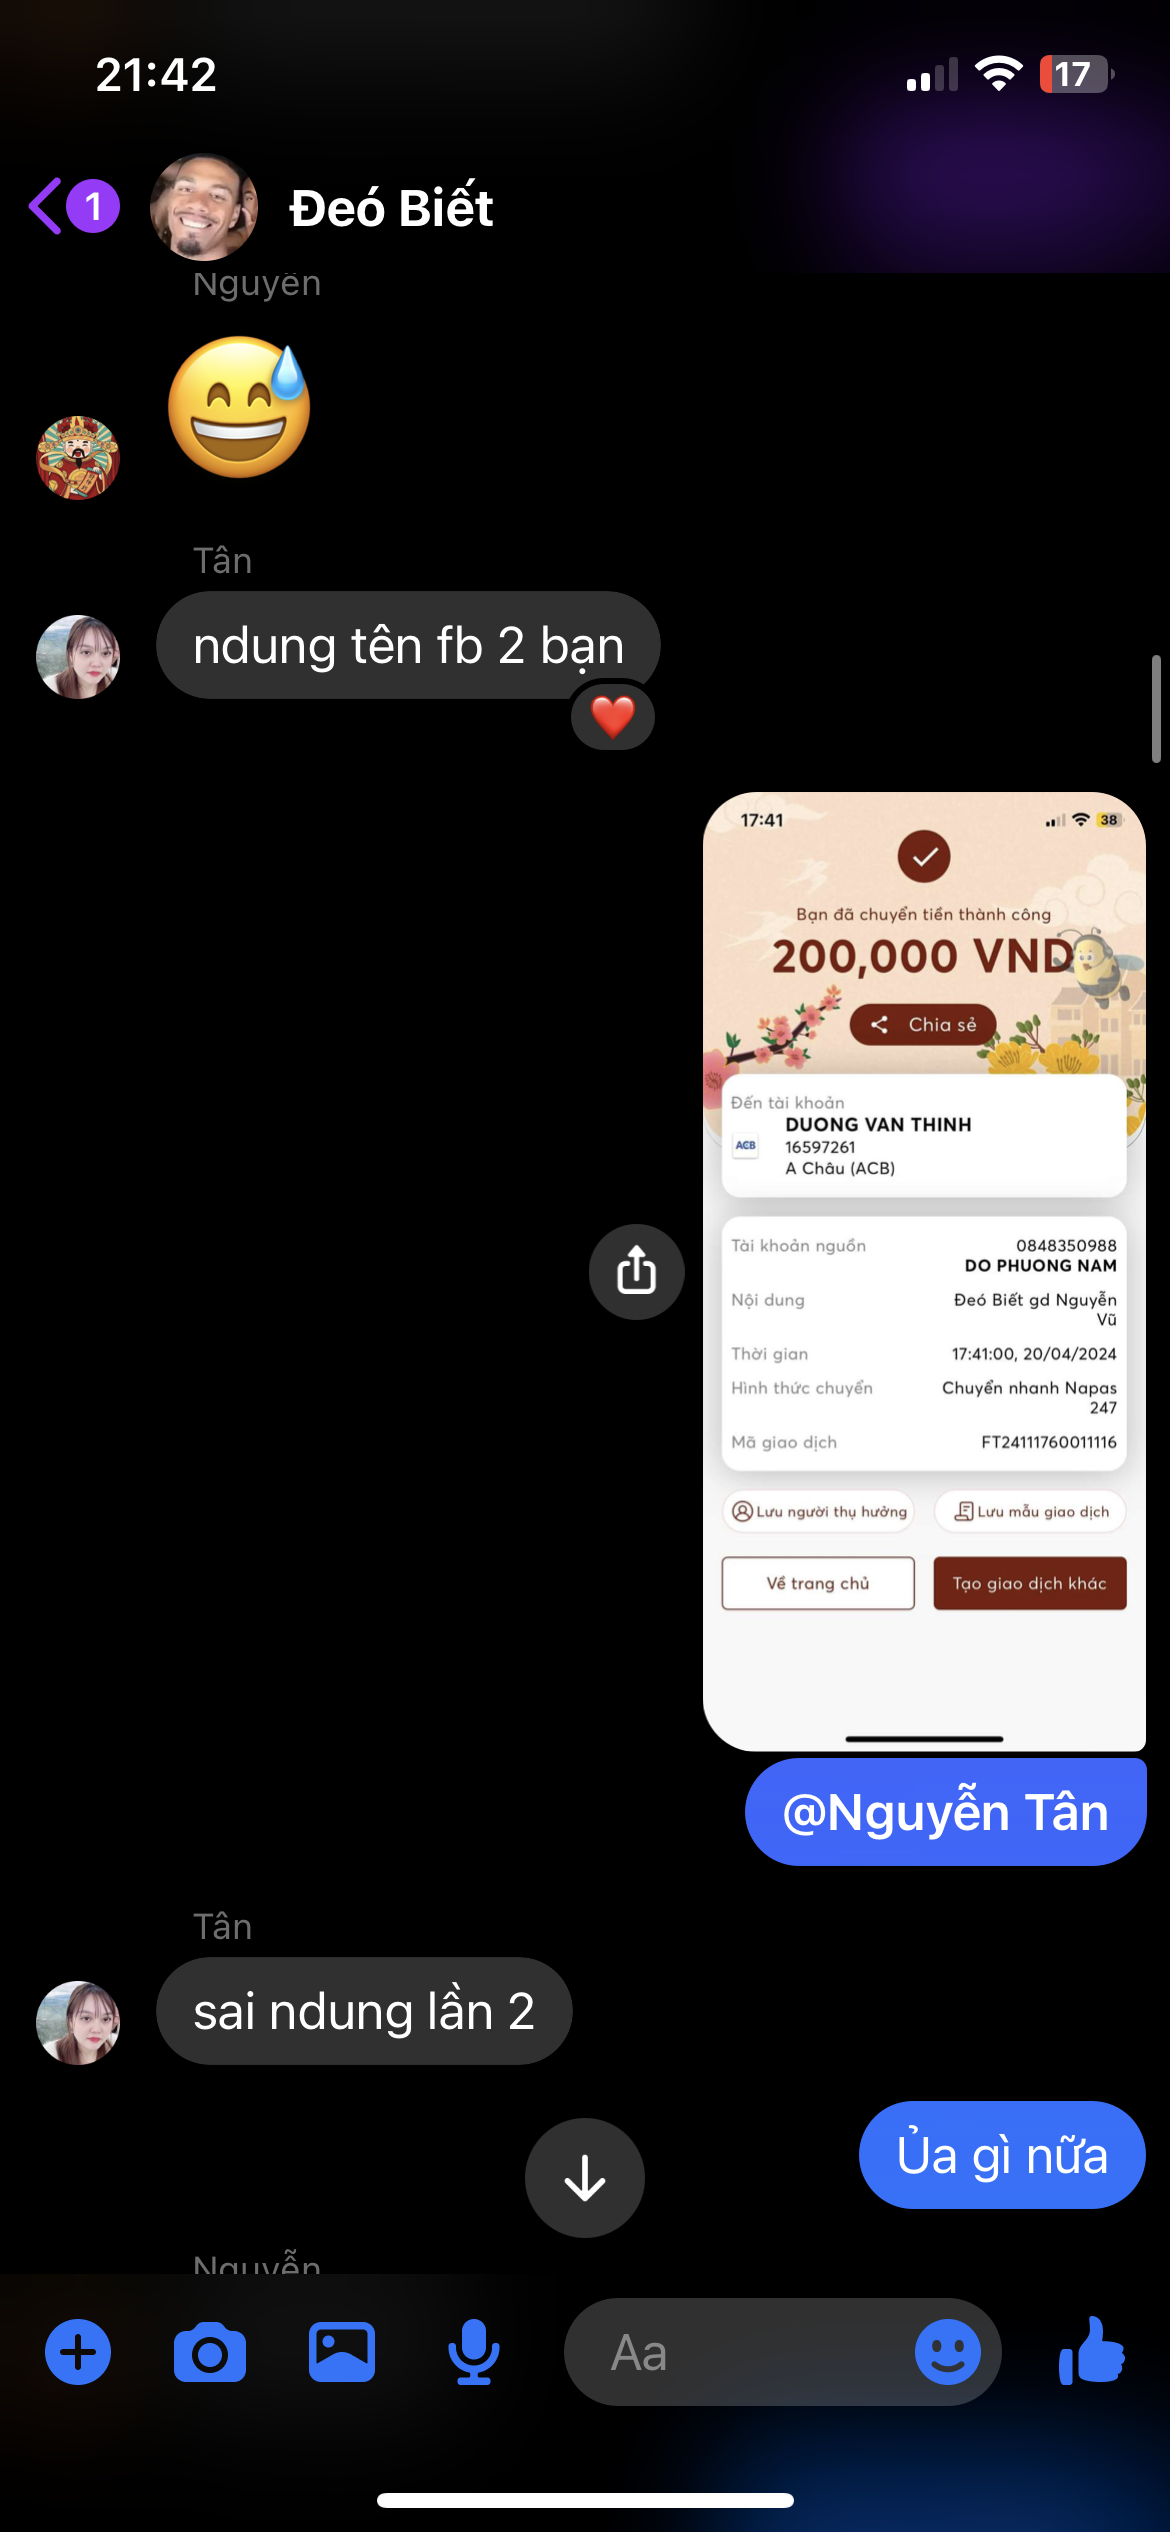 21:42
17
1
Đeó Biết
Nguyễn
Tân
ndung tên fb 2 bạn
17:41
38
Bạn đã chuyển tiền thành công
200,000 VND
Chia sẻ
Đến tài khoản
DUONG VAN THINH
ACB
16597261
A Châu (ACB)
Tài khoản nguồn
0848350988
DO PHUONG NAM
Nội dung
Đeó Biết gd Nguyễn
Vũ
Thời gian
17:41:00, 20/04/2024
Hình thức chuyển
Chuyển nhanh Napas
247
Mã giao dịch
FT24111760011116
Lưu người thụ hưởng
Lưu mẫu giao dịch
Về trang chủ
Tạo giao dịch khác
@Nguyễn Tân
Tân
sai ndung lần 2
Ủa gì nữa
Nguyễn
Aa